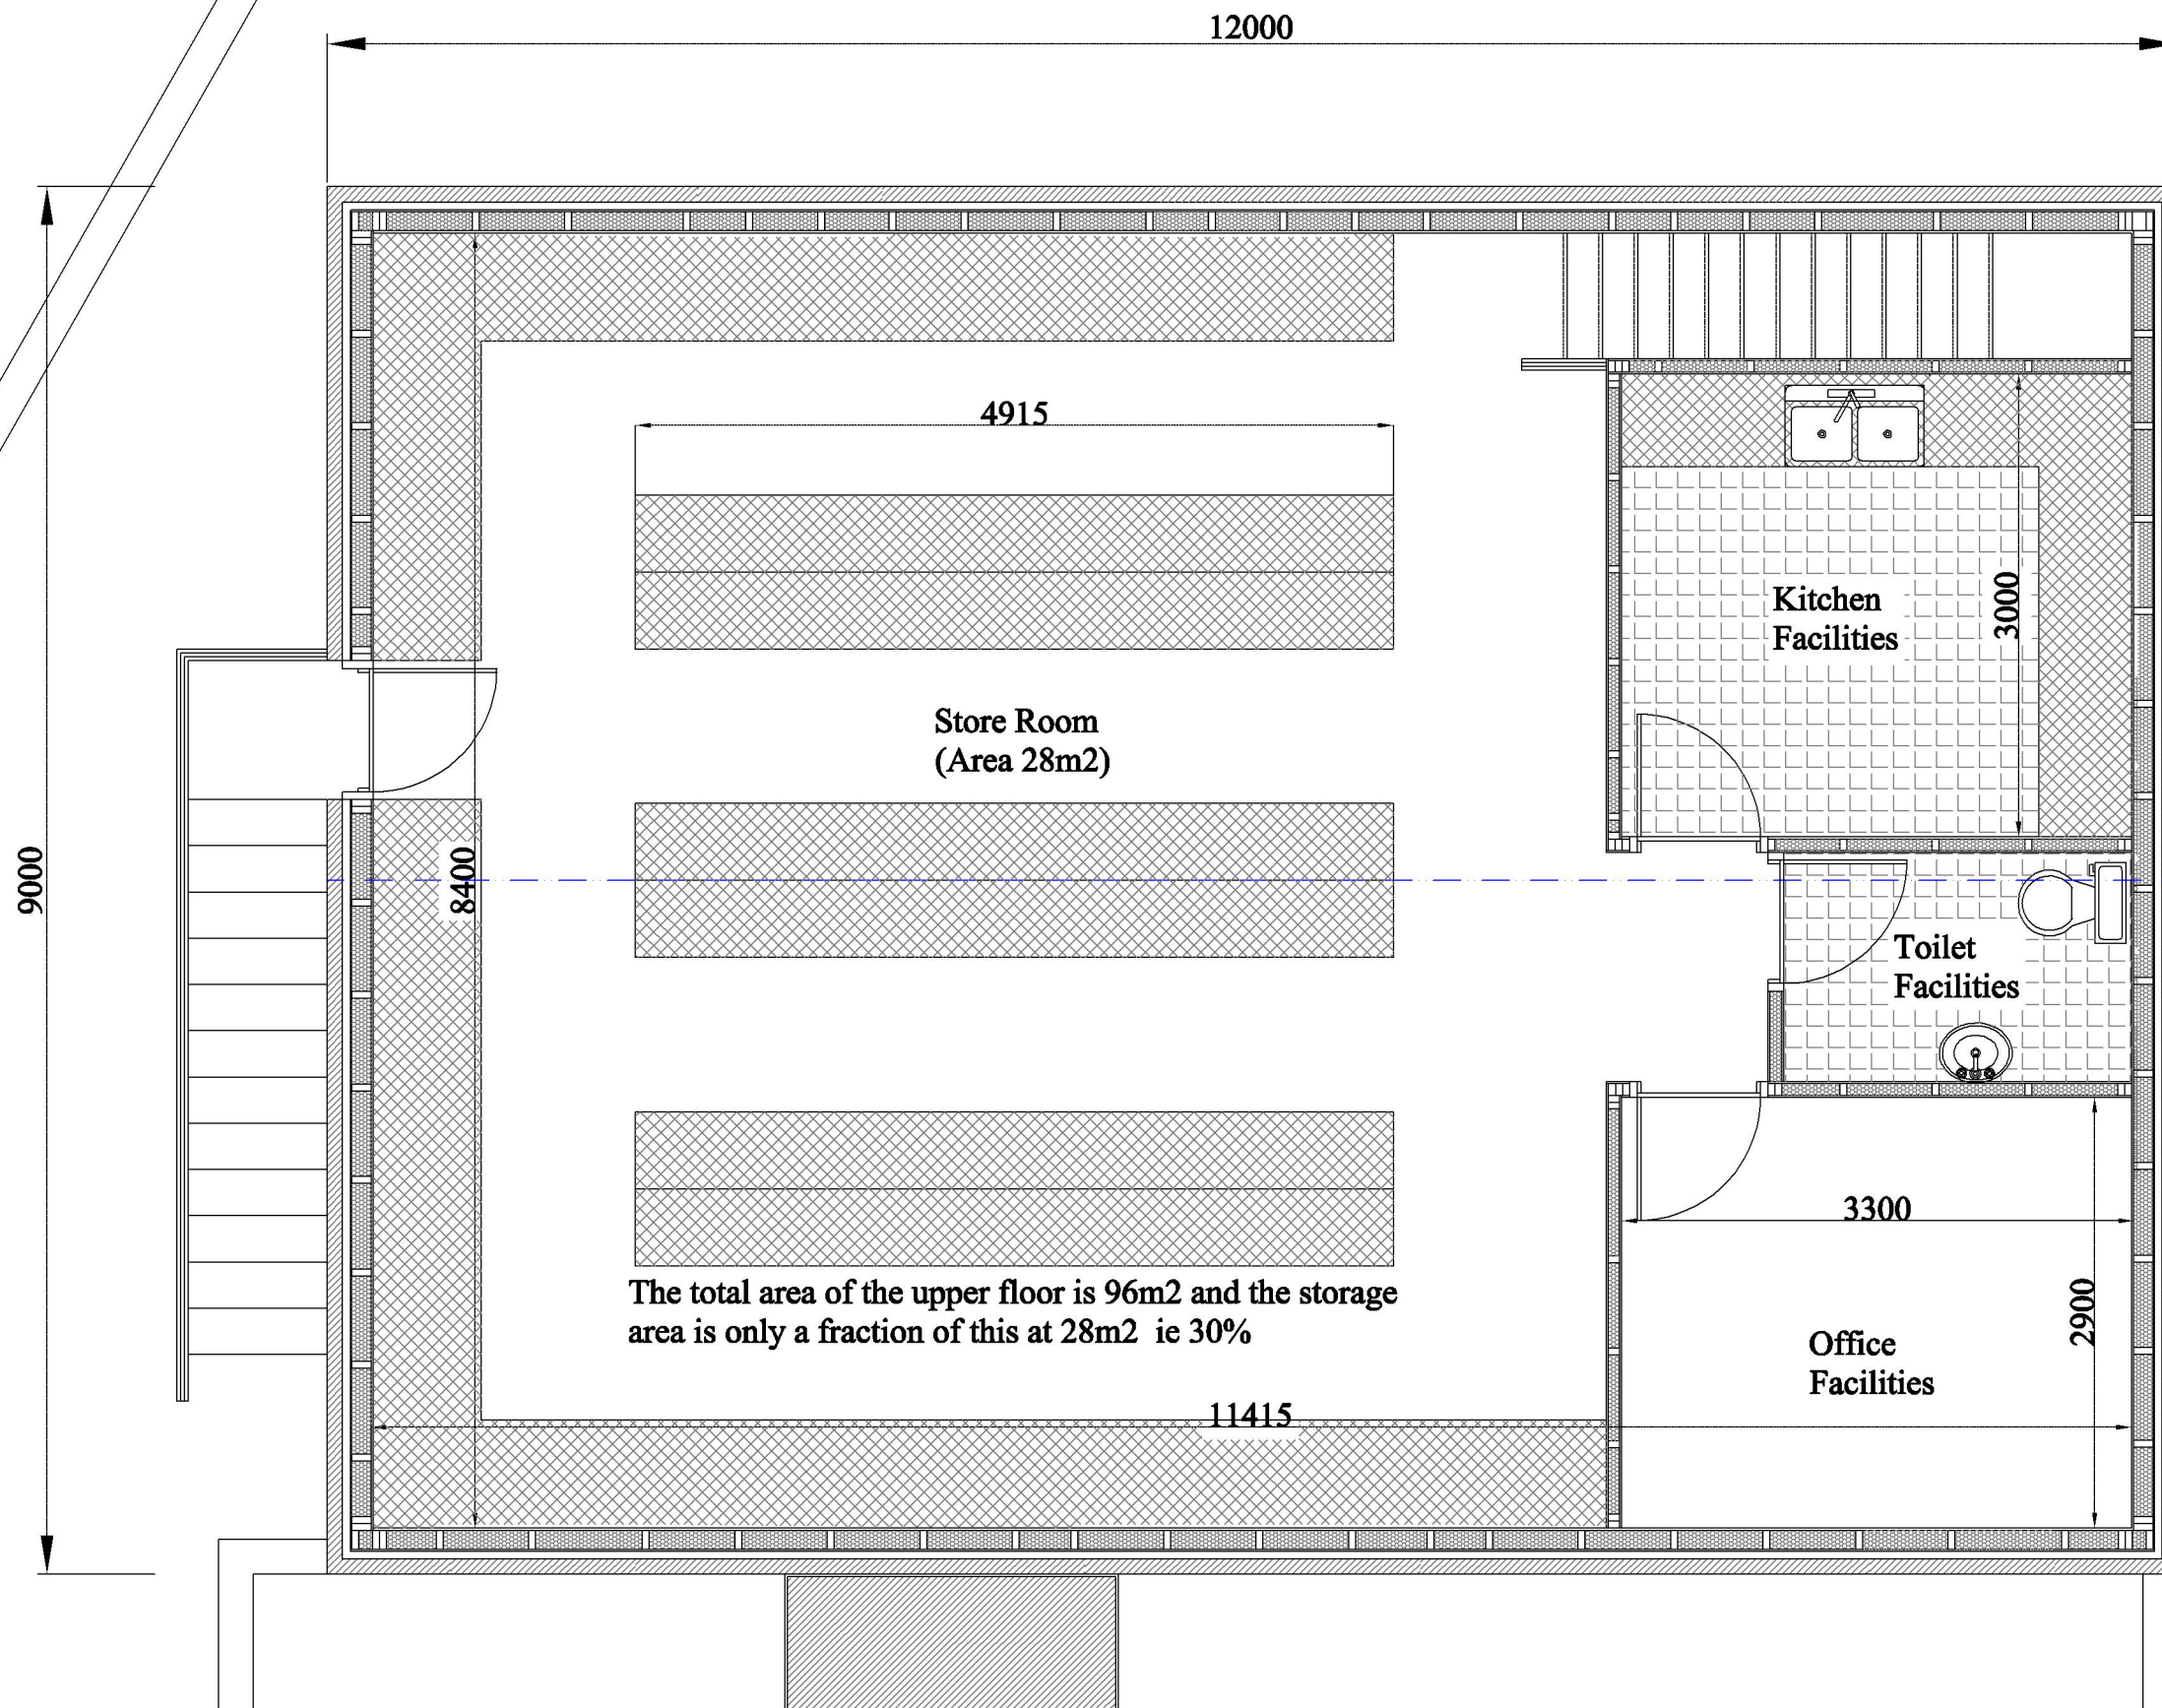 12000
4915
Kitchen
Facilities
3000
Store Room
(Area 28m2)
9000
8400
Toilet
Facilities
3300
The total area of the upper floor is 96m2 and the storage
area is only a fraction of this at 28m2  ie 30%
2900
Office
Facilities
11415